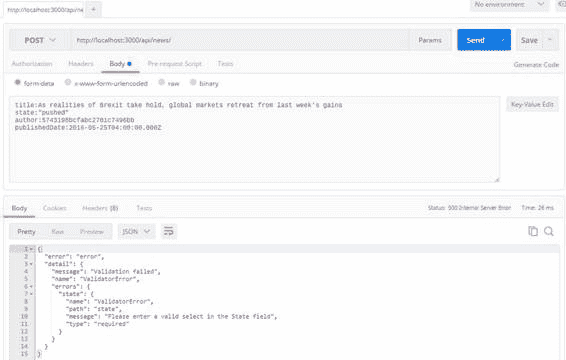 http://localhost:3000/api/ne
+
No environment
POST
http://localhost:3000/api/news/
Params
Send
Save
Authorization
Headers
Body
Pre-request Script
Tests
Generate Code
form-data
x-www-form-urlencoded
raw
binary
title:As realities of Brexit take hold, global markets retreat from last week's gains
state:"pushed"
publishedDate:2016-05-25T04:00:00.000Z
Key-Value Edit
Body
Cookies
Headers (8)
Tests
Status: 500 Internal Server Error
Time: 26 ms
Pretty
Raw
Preview
JSON
1 {
2 "error": "error",
3 "detail": {
4 "message": "Validation failed",
5 "name": "ValidatorError",
6 "errors": {
7 "state": {
8 "name": "ValidatorError",
9 "path": "state",
10 "message": "Please enter a valid select in the State field",
11 "type": "required"
12 }
13 }
14 }
15 }